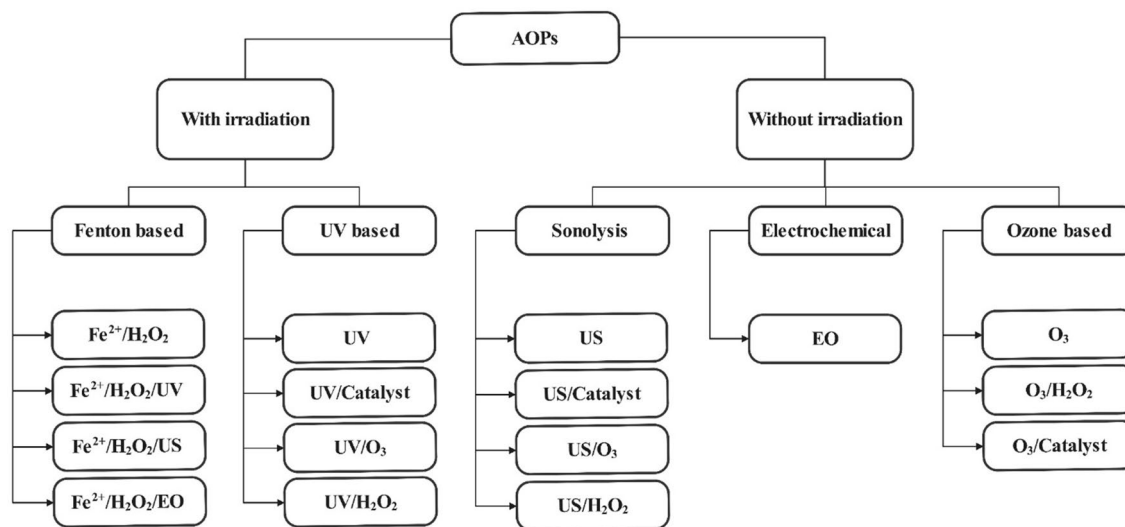 AOPs
With irradiation
Without irradiation
Fenton based
UV based
Sonolysis
Electrochemical
Ozone based
Fe²⁺/H₂O₂
Fe²⁺/H₂O₂/UV
Fe²⁺/H₂O₂/US
Fe²⁺/H₂O₂/EO
UV
UV/Catalyst
UV/O₃
UV/H₂O₂
US
US/Catalyst
US/O₃
US/H₂O₂
EO
O₃
O₃/H₂O₂
O₃/Catalyst